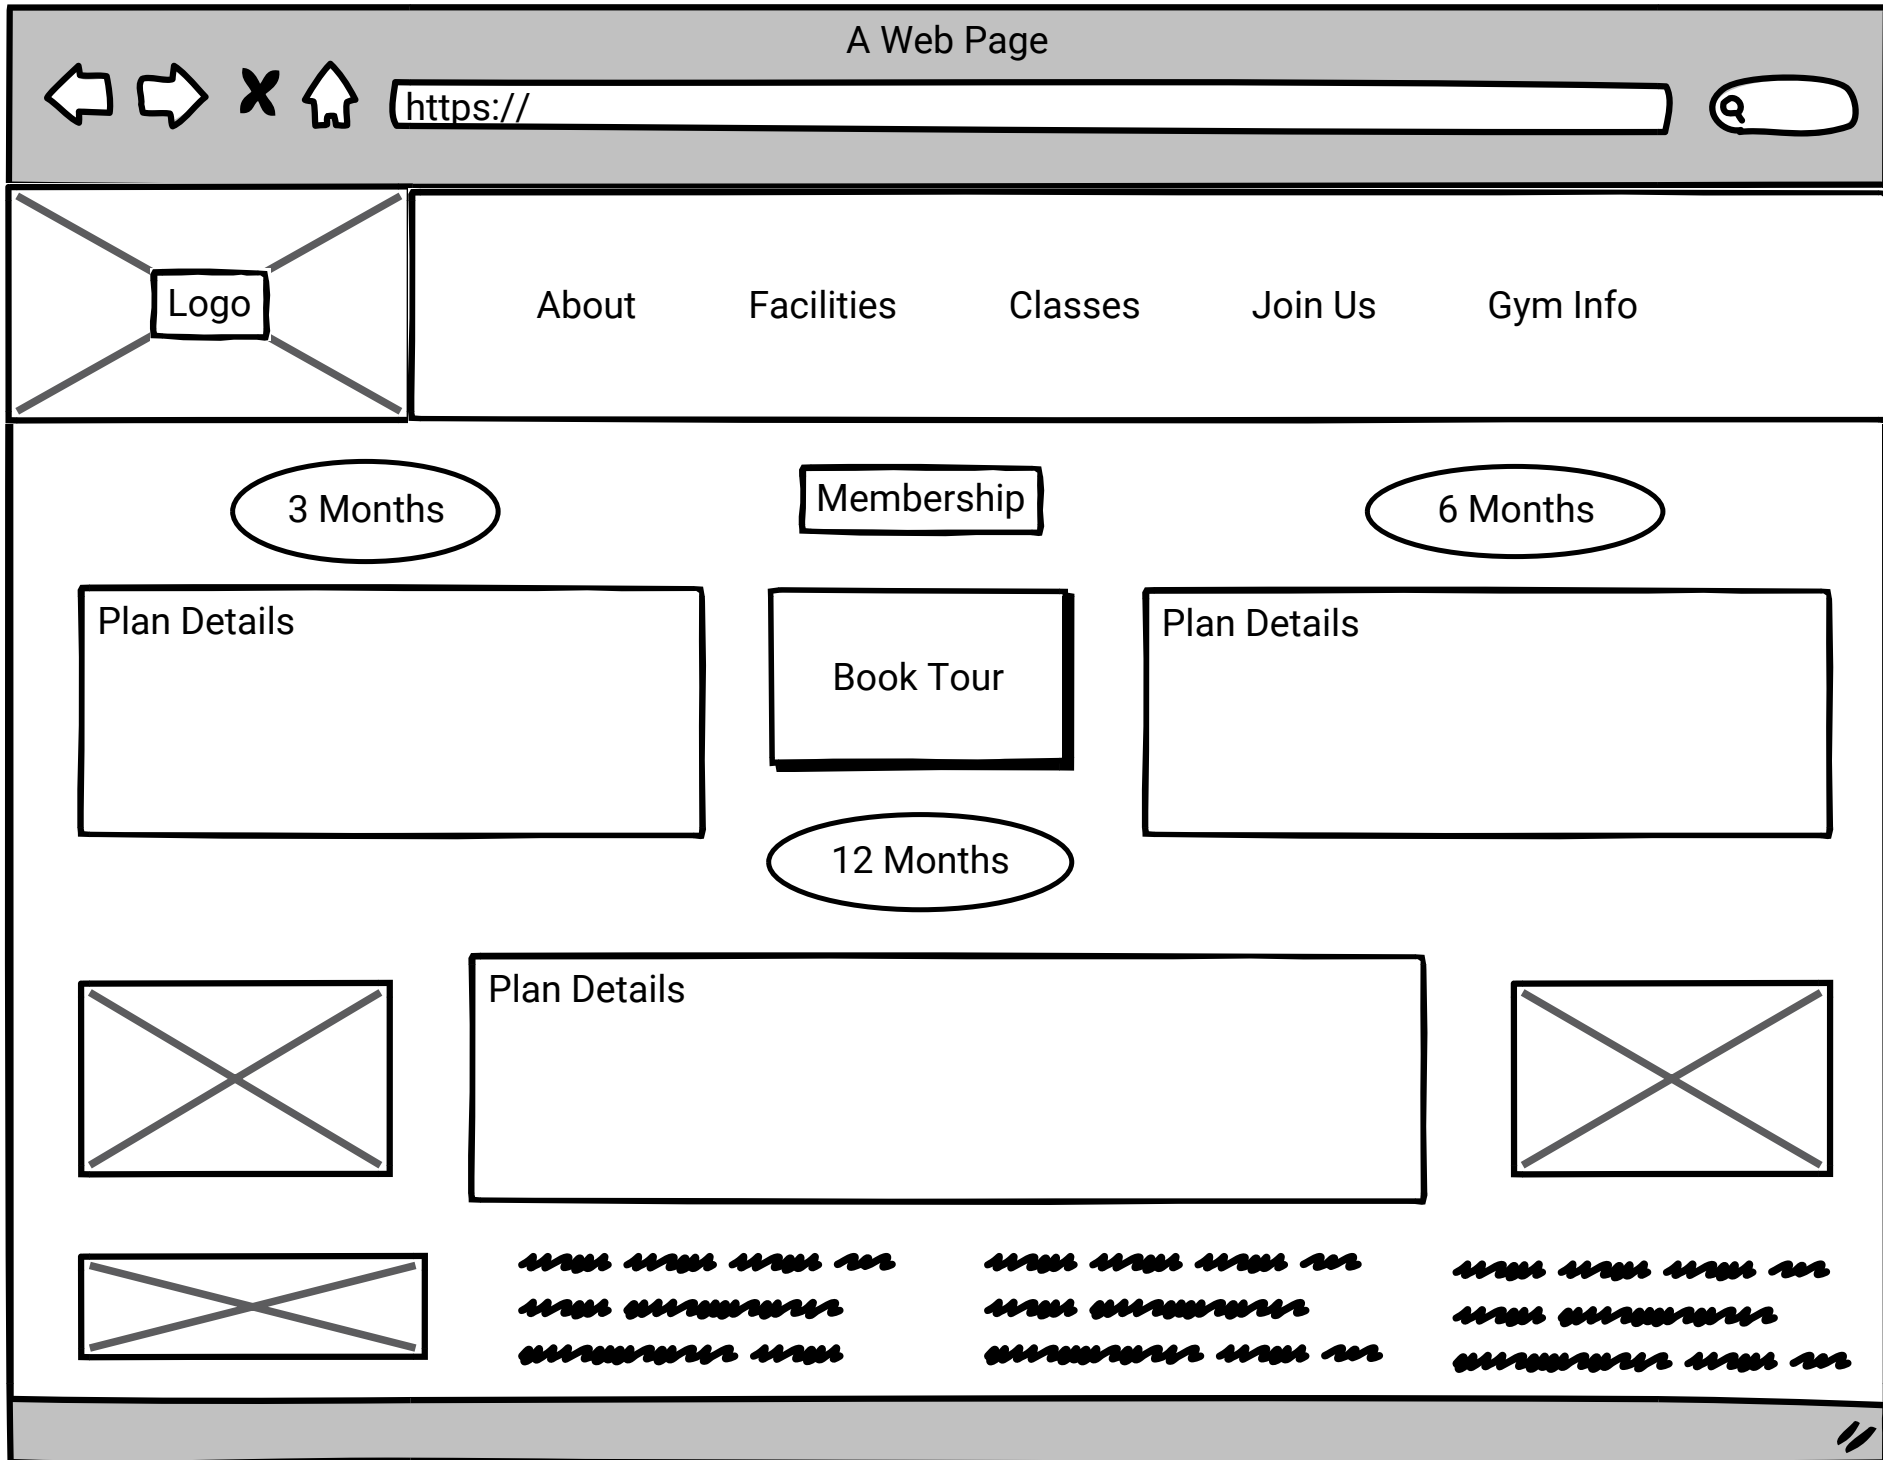 A Web Page
https://
Logo
About Facilities Classes Join Us Gym Info
3 Months
Membership
6 Months
Plan Details
Book Tour
Plan Details
12 Months
Plan Details